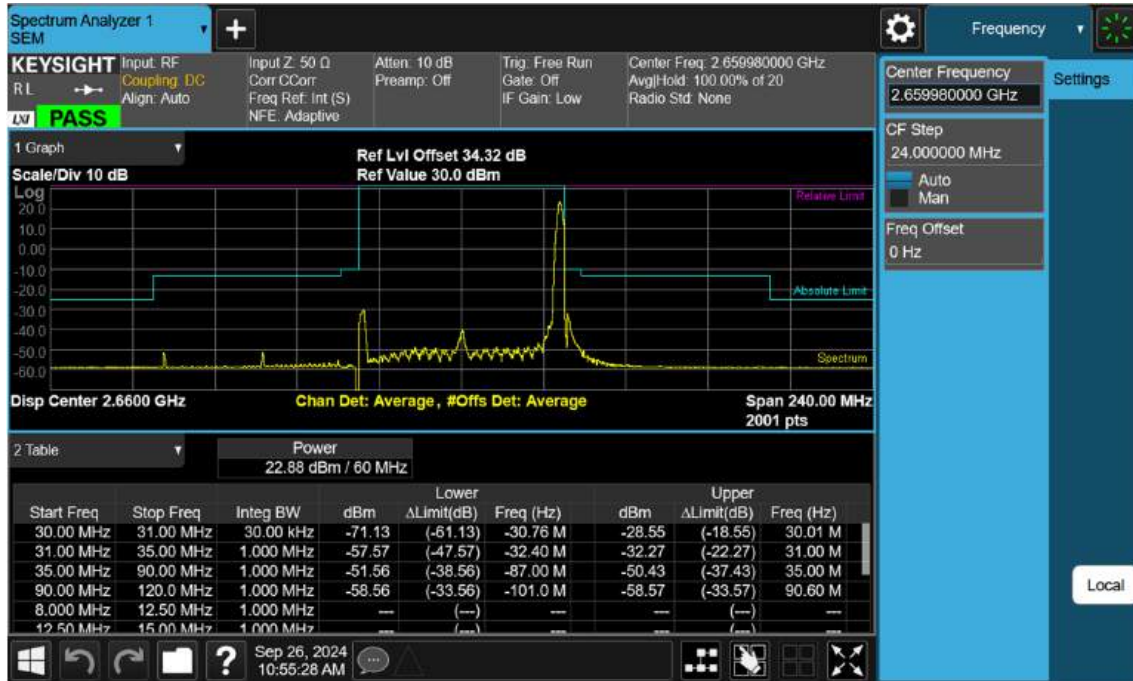 Spectrum Analyzer 1
SEM
Frequency
KEYSIGHT
R L
LXI
PASS
Input: RF
Coupling: DC
Align: Auto
Input Z: 50 Ω
Corr CCorr
Freq Ref: Int (S)
NFE: Adaptive
Atten: 10 dB
Preamp: Off
Trig: Free Run
Gate: Off
IF Gain: Low
Center Freq: 2.659980000 GHz
Avg|Hold: 100.00% of 20
Radio Std: None
Center Frequency
2.659980000 GHz
Settings
CF Step
24.000000 MHz
Auto
Man
Freq Offset
0 Hz
Local
1 Graph
Scale/Div 10 dB
Ref Lvl Offset 34.32 dB
Ref Value 30.0 dBm
Log
20.0
10.0
0.00
-10.0
-20.0
-30.0
-40.0
-50.0
-60.0
Relative Limit
Absolute Limit
Spectrum
Disp Center 2.6600 GHz
Chan Det: Average, #Offs Det: Average
Span 240.00 MHz
2001 pts
2 Table
Power
22.88 dBm / 60 MHz
Lower Upper
Start Freq Stop Freq Integ BW dBm ΔLimit(dB) Freq (Hz) dBm ΔLimit(dB) Freq (Hz)
30.00 MHz 31.00 MHz 30.00 kHz -71.13 (-61.13) -30.76 M -28.55 (-18.55) 30.01 M
31.00 MHz 35.00 MHz 1.000 MHz -57.57 (-47.57) -32.40 M -32.27 (-22.27) 31.00 M
35.00 MHz 90.00 MHz 1.000 MHz -51.56 (-38.56) -87.00 M -50.43 (-37.43) 35.00 M
90.00 MHz 120.0 MHz 1.000 MHz -58.56 (-33.56) -101.0 M -58.57 (-33.57) 90.60 M
8.000 MHz 12.50 MHz 1.000 MHz --- (---) --- --- (---) ---
12.50 MHz 15.00 MHz 1.000 MHz --- (---) --- --- (---) ---
Sep 26, 2024
10:55:28 AM